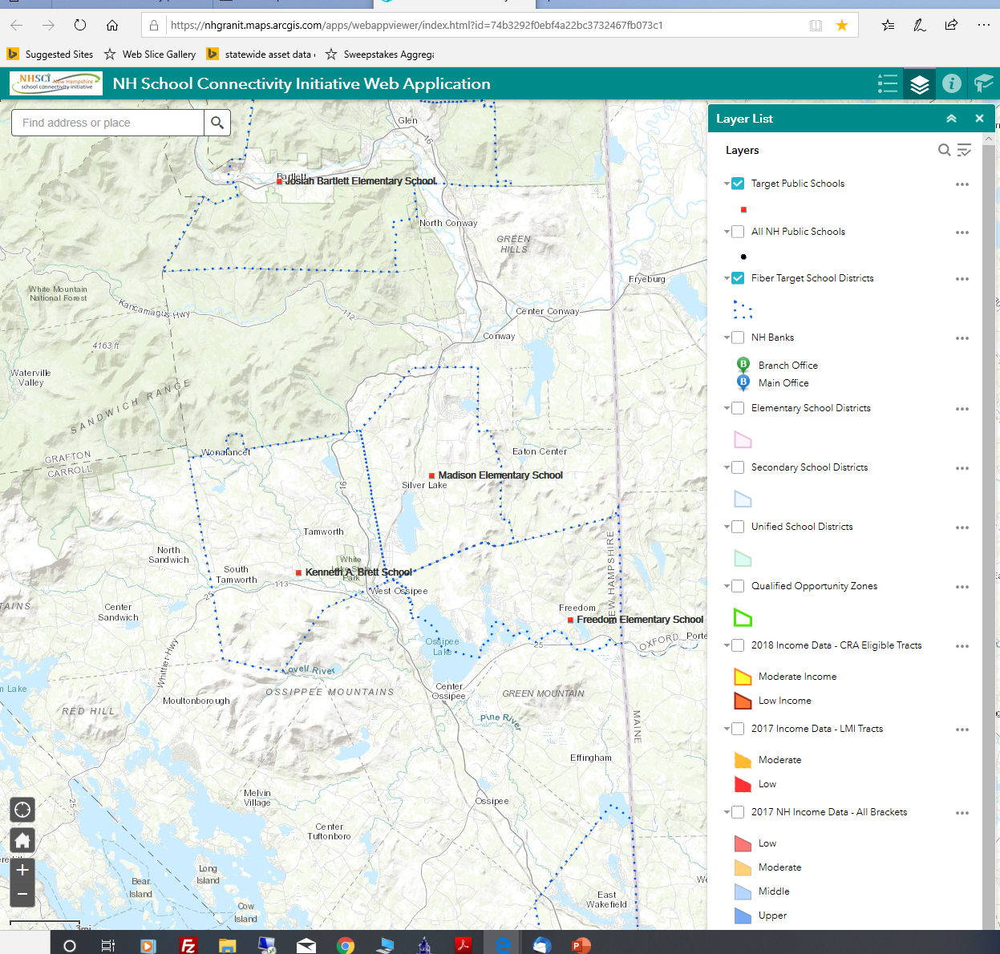 https://nhgranit.maps.arcgis.com/apps/webappviewer/index.html?id=74b3292f0ebf4a22bc3732467fb073c1
Suggested Sites
Web Slice Gallery
statewide asset data
Sweepstakes Aggrega
NHSCi New Hampshire
school connectivity initiative
NH School Connectivity Initiative Web Application
Find address or place
Layer List
Layers
Target Public Schools
All NH Public Schools
Fiber Target School Districts
NH Banks
B Branch Office
B Main Office
Elementary School Districts
Secondary School Districts
Unified School Districts
Qualified Opportunity Zones
2018 Income Data - CRA Eligible Tracts
Moderate Income
Low Income
2017 Income Data - LMI Tracts
Moderate
Low
2017 NH Income Data - All Brackets
Low
Moderate
Middle
Upper
Glen
16
Bartlett
Josiah Bartlett Elementary School
North Conway
GREEN
HILLS
Fryeburg
White Mountain
National Forest
Kancamagus Hwy
112
Center Conway
Conway
4163 ft
Waterville
Valley
SANDWICH RANGE
Wonalancet
GRAFTON
CARROLL
Eaton Center
Madison Elementary School
Silver Lake
16
Tamworth
North
Sandwich
White
Lake State
Park
South
Tamworth
Kenneth A. Brett School
113
25
West Ossipee
NEW HAMPSHIRE
Center
Sandwich
Freedom
Freedom Elementary School
OXFORD
Porte
25
Ossipee
Lake
Whittier Hwy
Lovell River
OSSIPPEE MOUNTAINS
Center
Ossipee
GREEN MOUNTAIN
Moultonborough
RED HILL
Pine River
MAINE
Effingham
Melvin
Village
Ossipee
25
Center
Tuftonboro
Long
Island
Bear
Island
Cow
Island
East
Wakefield
3mi